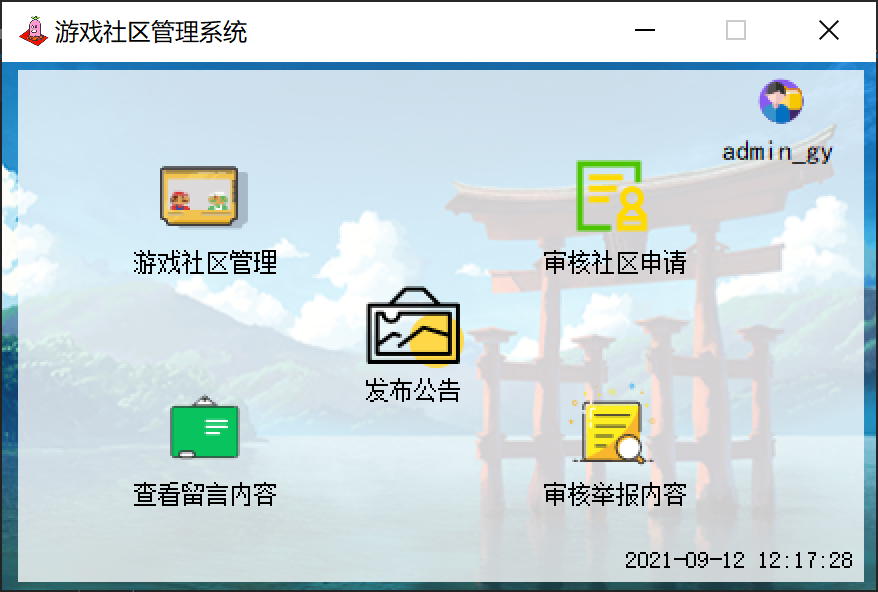 游戏社区管理系统
admin_gy
游戏社区管理
审核社区申请
发布公告
查看留言内容
审核举报内容
2021-09-12 12:17:28